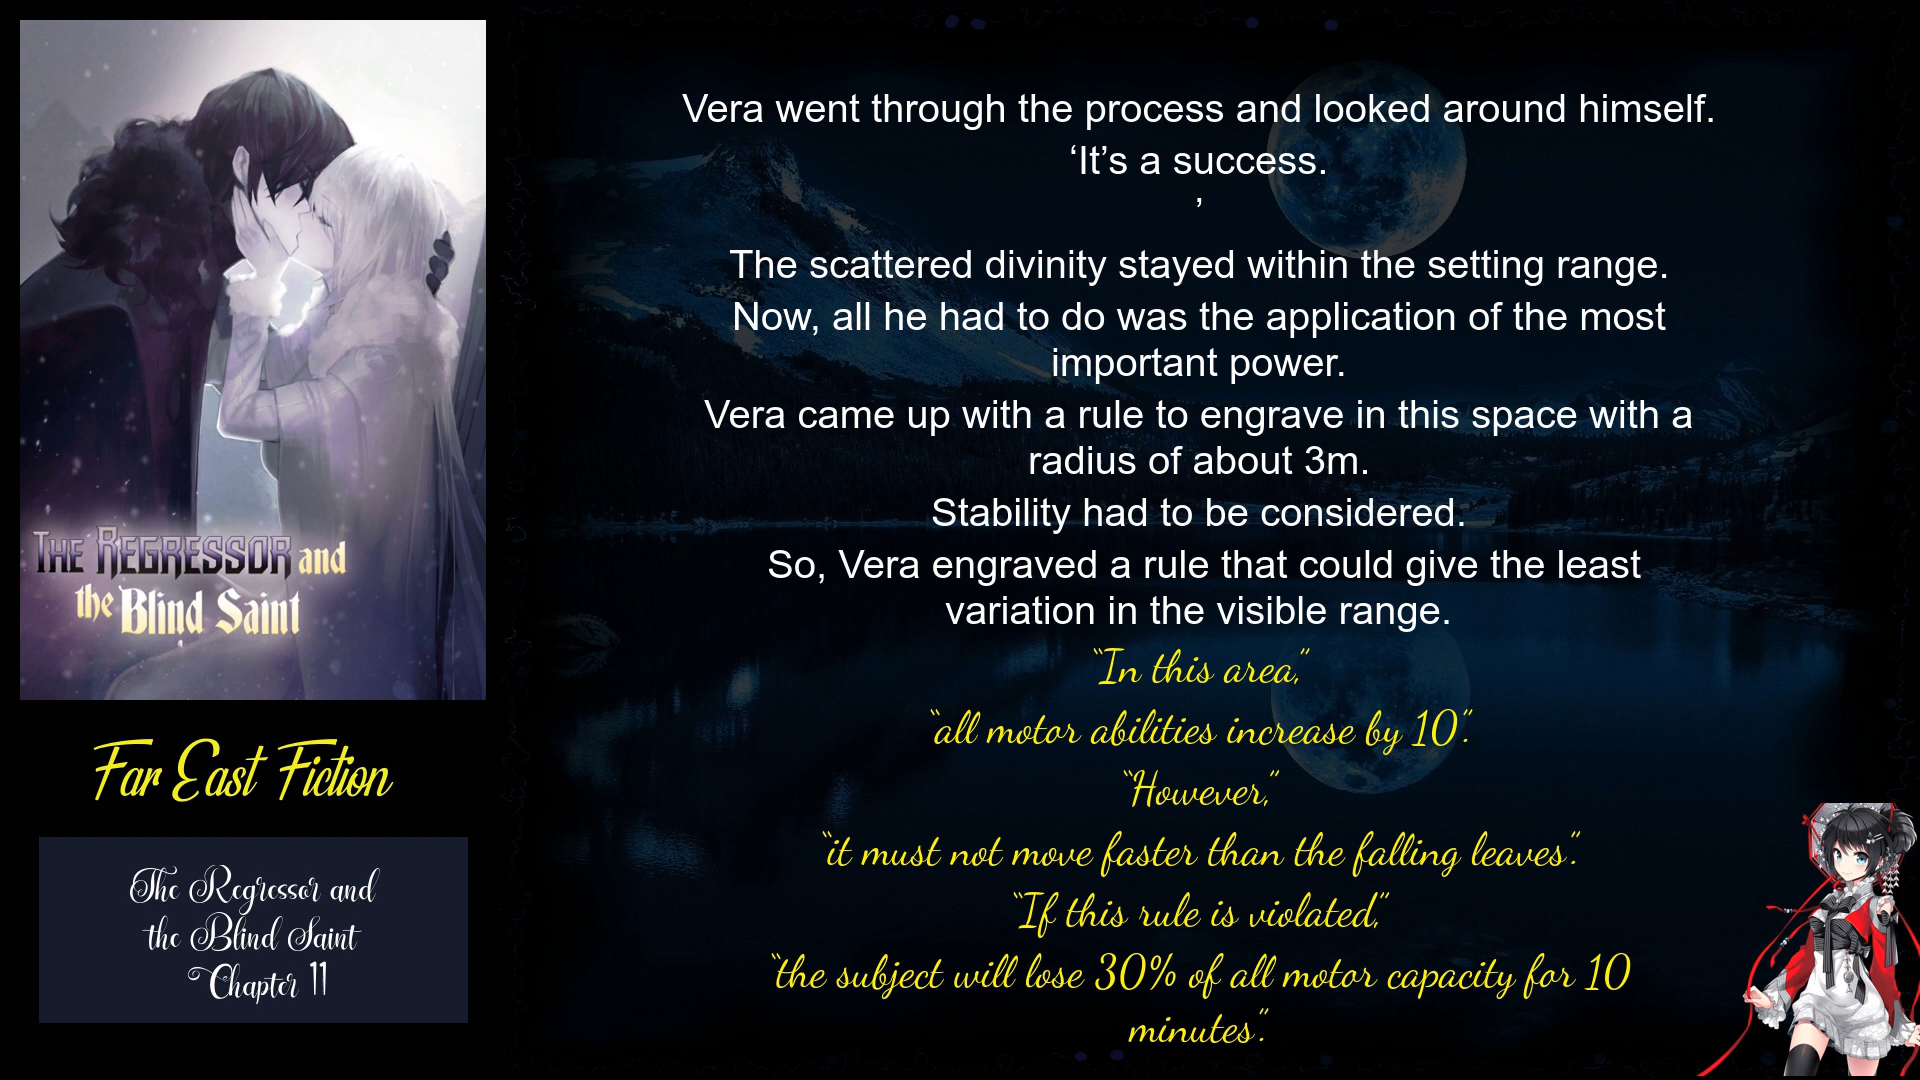 THE REGRESSOR and
the Blind Saint
Far East Fiction
The Regressor and
the Blind Saint
Chapter 11
Vera went through the process and looked around himself.
‘It’s a success.
’
The scattered divinity stayed within the setting range.
Now, all he had to do was the application of the most
important power.
Vera came up with a rule to engrave in this space with a
radius of about 3m.
Stability had to be considered.
So, Vera engraved a rule that could give the least
variation in the visible range.
“In this area,”
“all motor abilities increase by 10”.
“However,”
“it must not move faster than the falling leaves”.
“If this rule is violated,”
“the subject will lose 30% of all motor capacity for 10
minutes”.